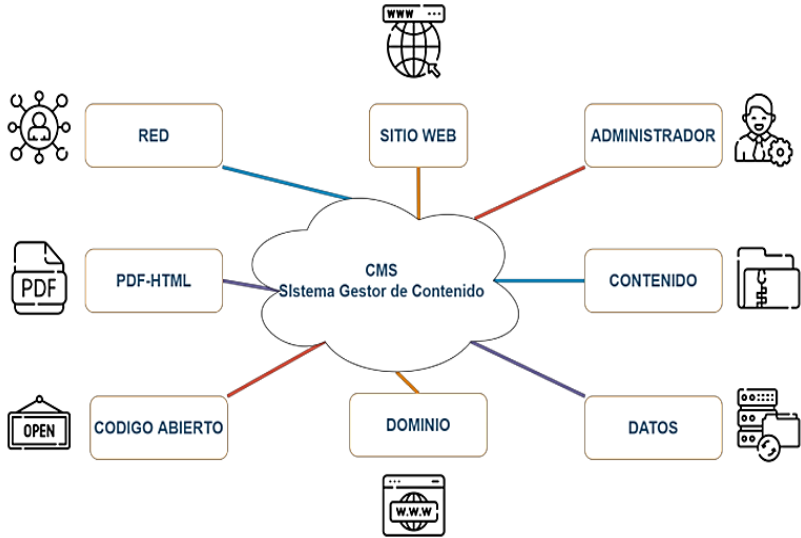 WWW
RED
SITIO WEB
ADMINISTRADOR
PDF
PDF-HTML
CMS
SIstema Gestor de Contenido
CONTENIDO
OPEN
CODIGO ABIERTO
DOMINIO
DATOS
W.W.W